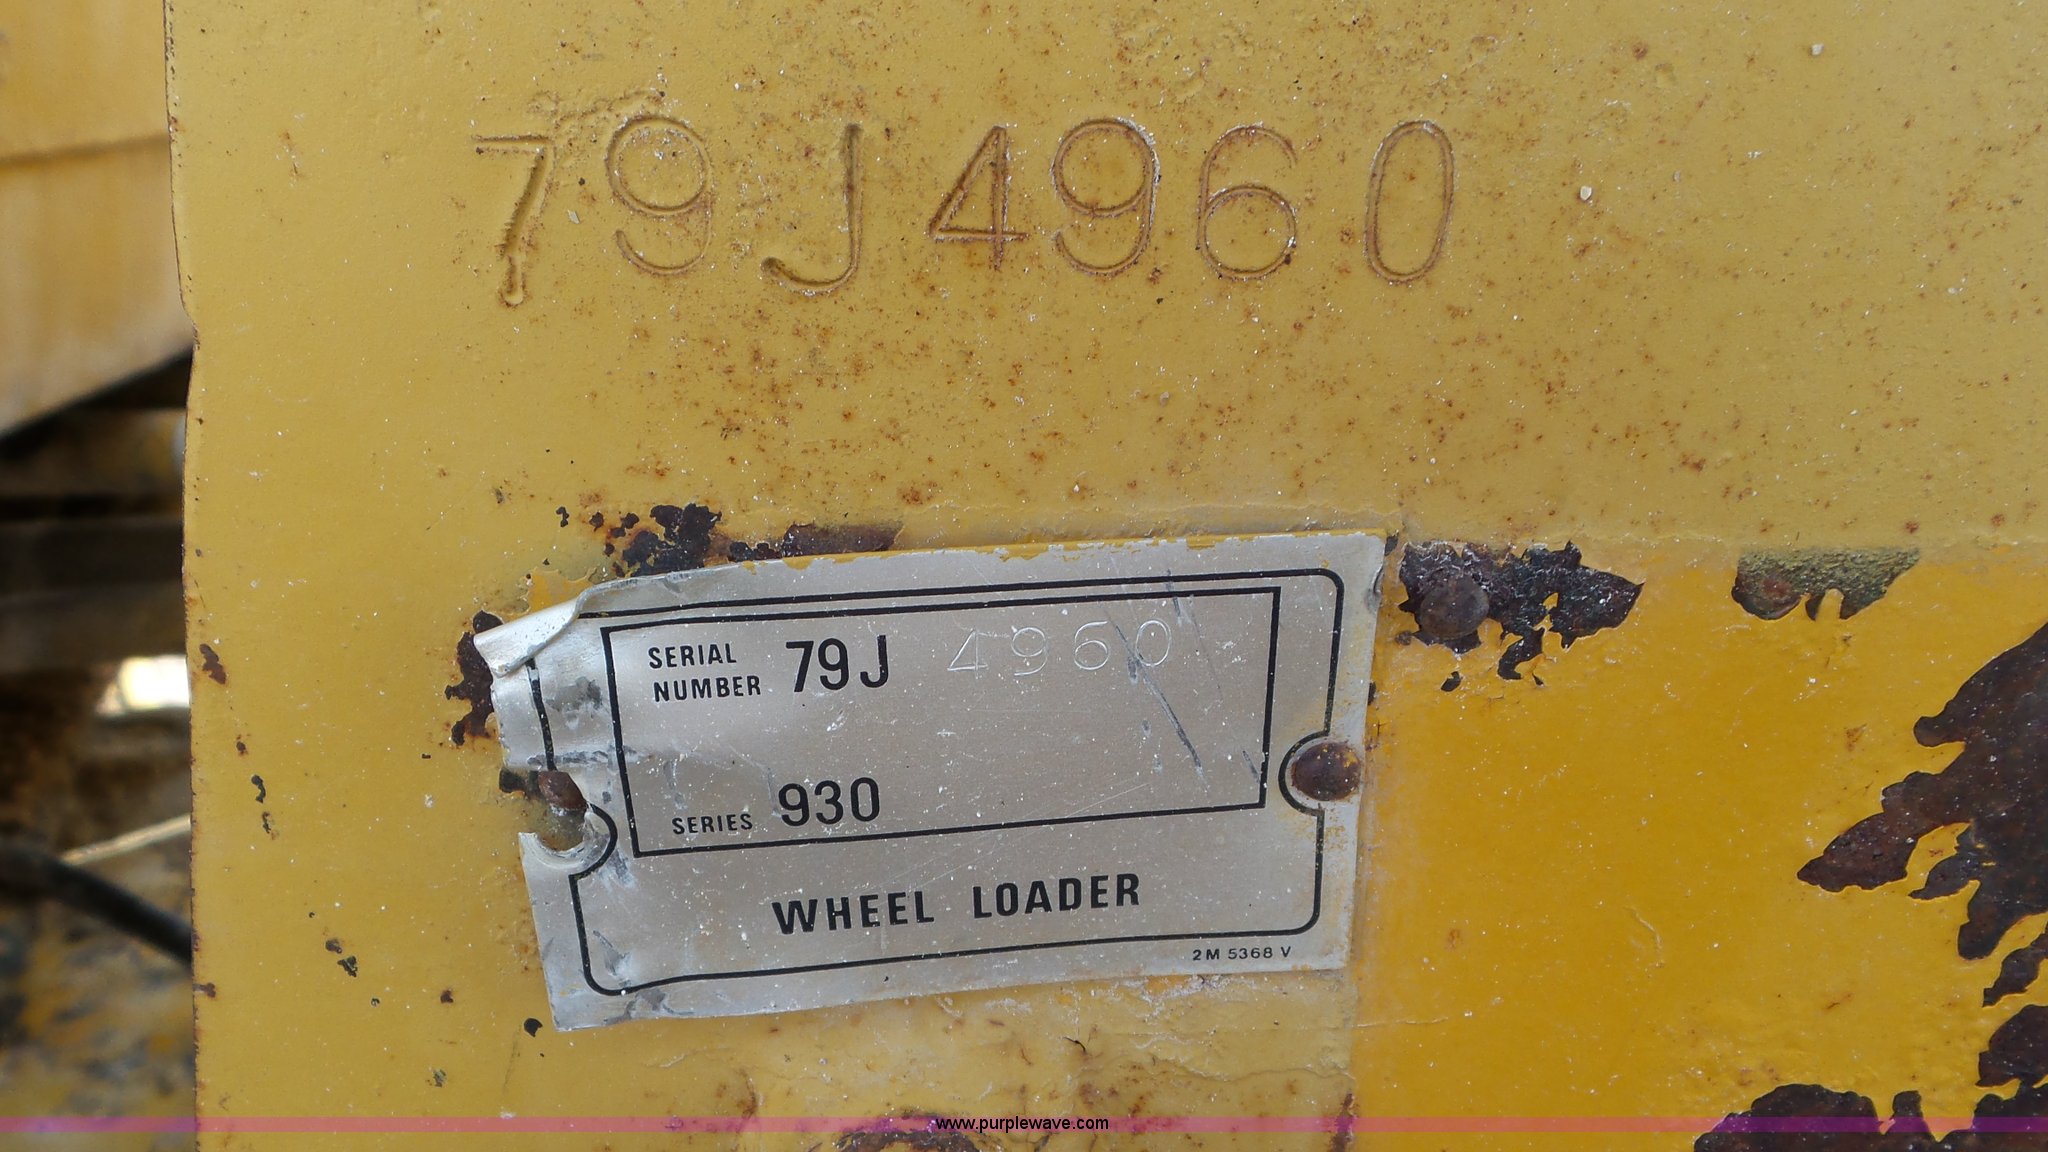 79J4960
SERIAL NUMBER 79J 4960
SERIES 930
WHEEL LOADER
2M 5368 V
www.purplewave.com